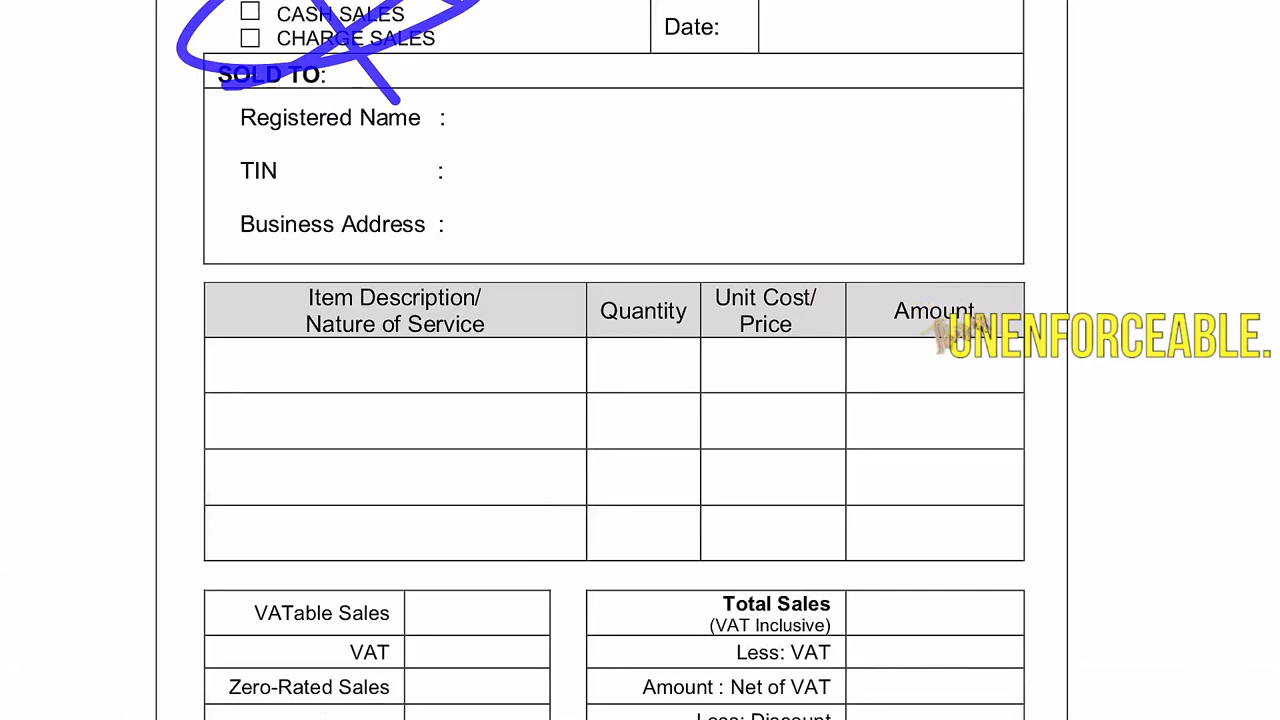 CASH SALES
CHARGE SALES
Date:
SOLD TO:
Registered Name :
TIN :
Business Address :
Item Description/
Nature of Service
Quantity
Unit Cost/
Price
Amount
UNENFORCEABLE.
VATable Sales
VAT
Zero-Rated Sales
Total Sales
(VAT Inclusive)
Less: VAT
Amount : Net of VAT
Less: Discount